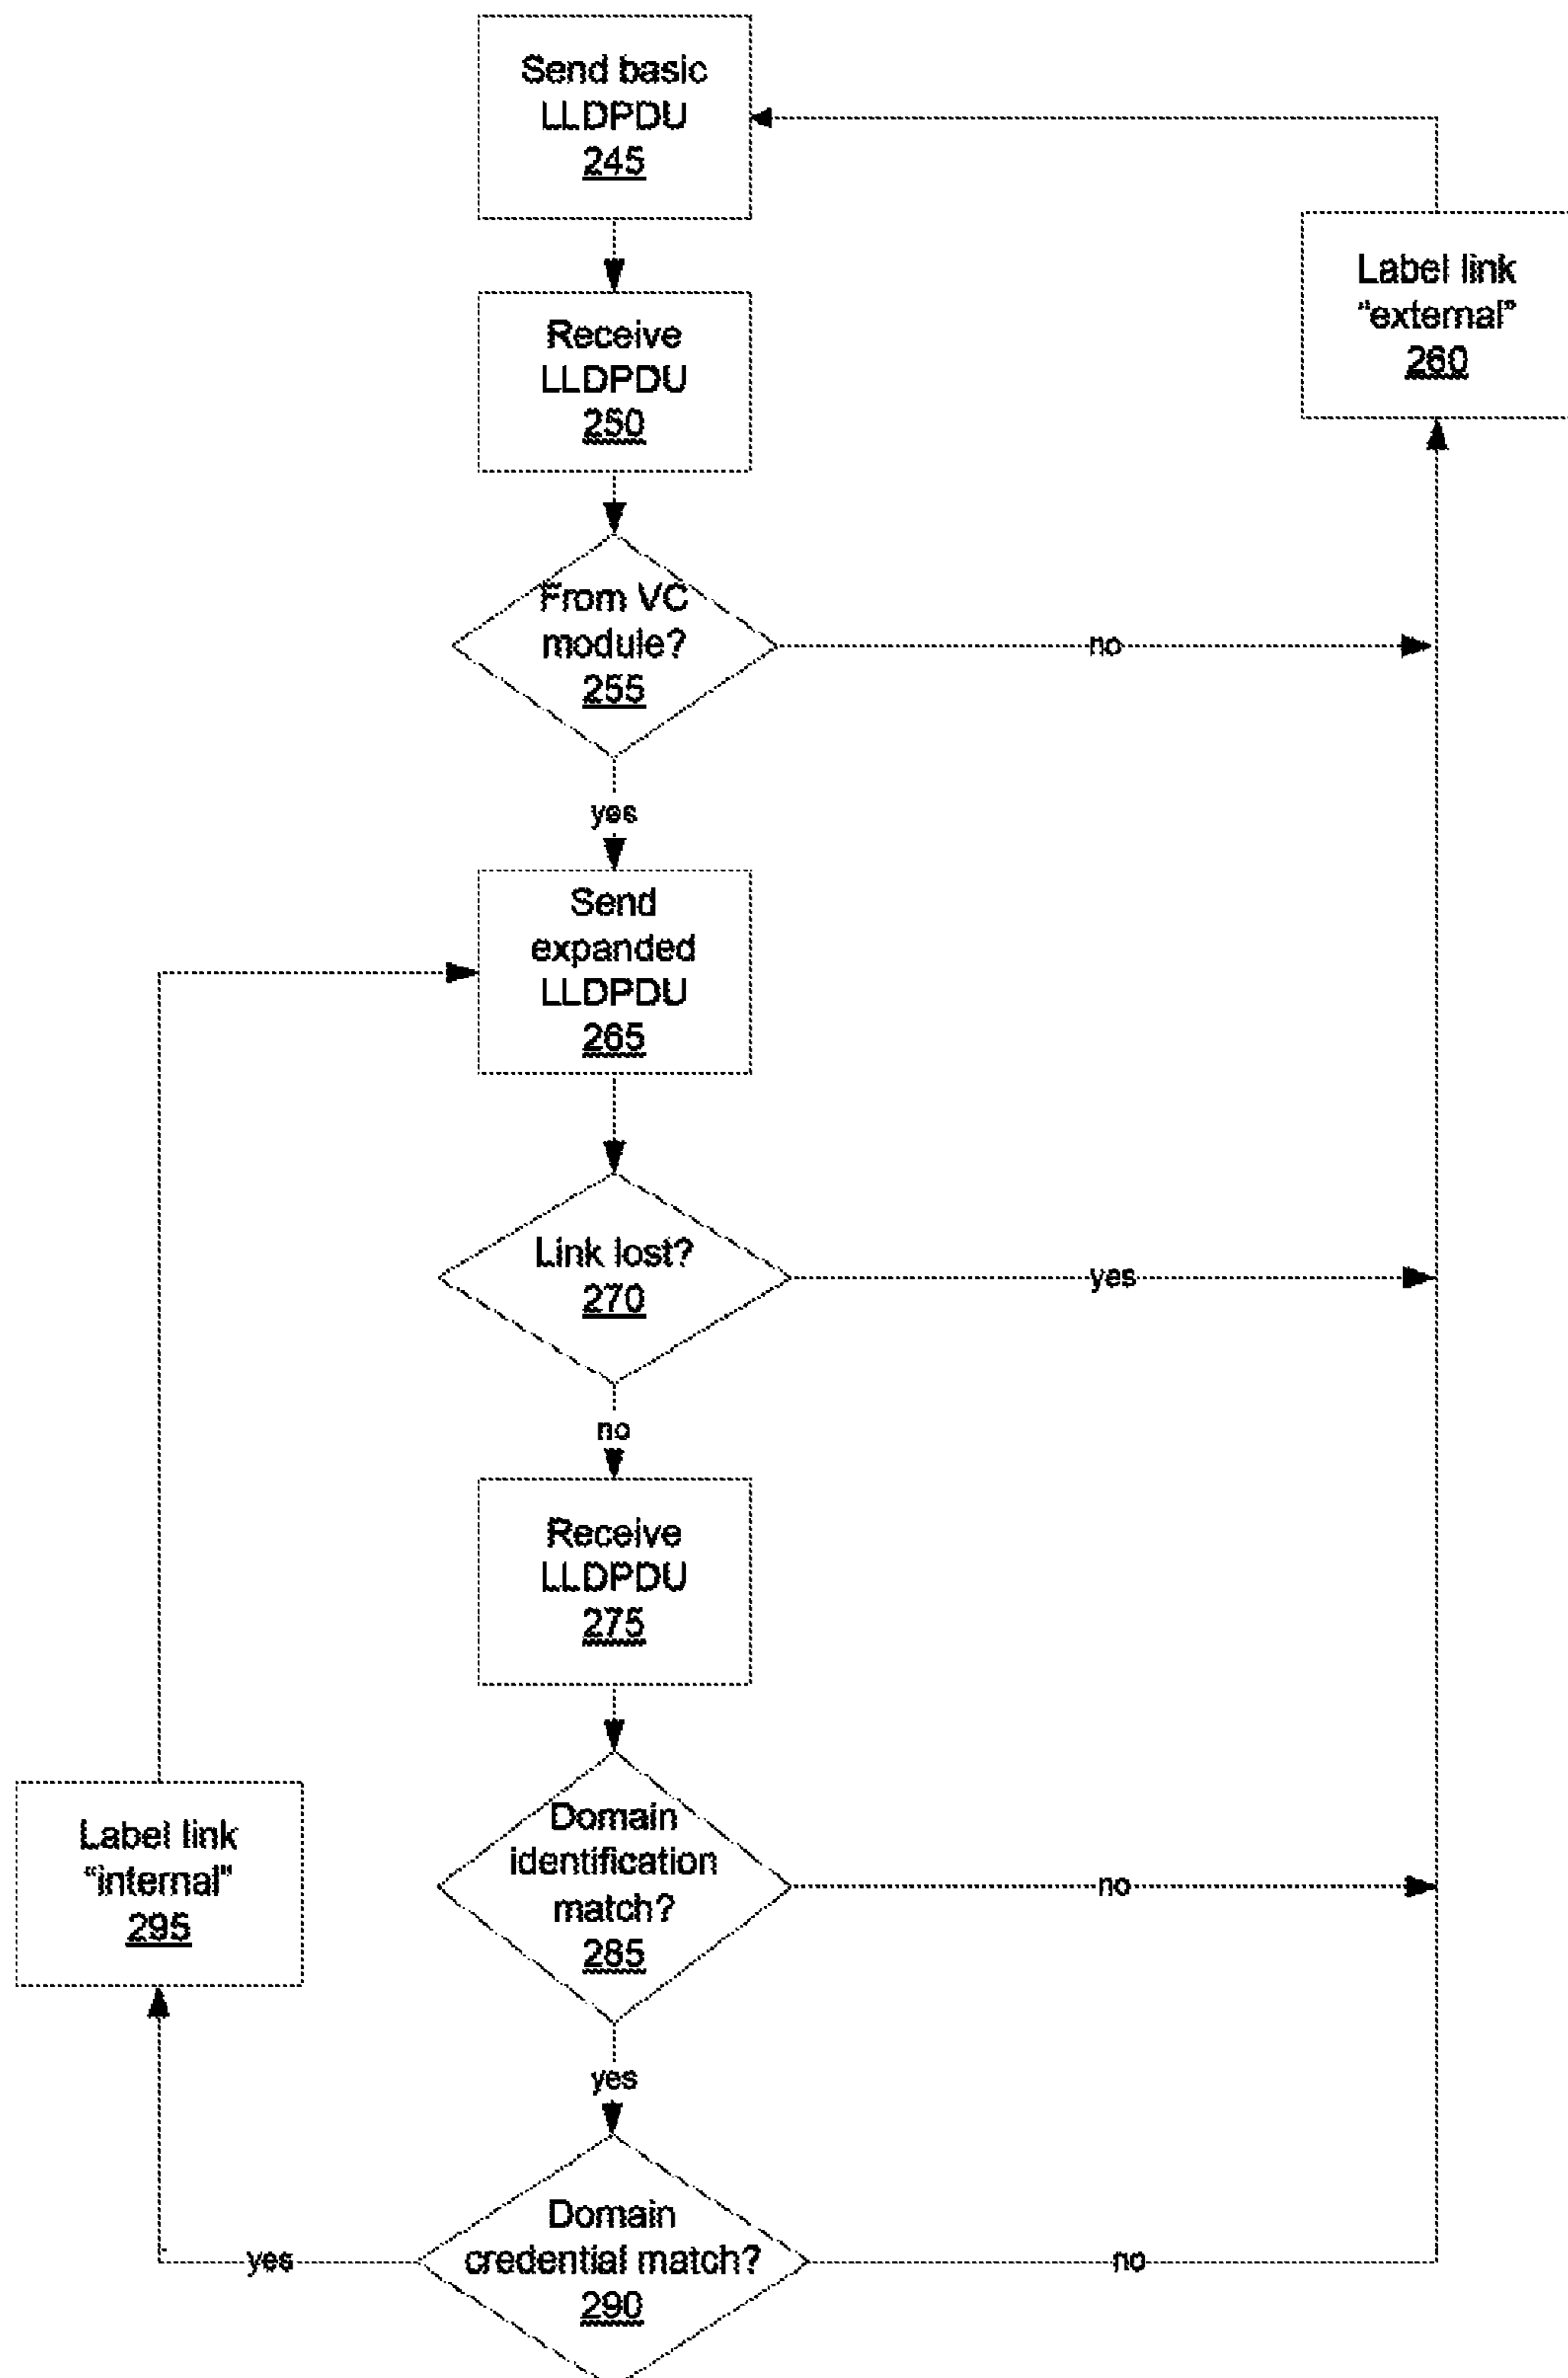 Send basic
LLDPDU
245
Label link
“external”
260
Receive
LLDPDU
250
From VC
module?
255
no
yes
Send
expanded
LLDPDU
265
Link lost?
270
yes
no
Receive
LLDPDU
275
Label link
“internal”
295
Domain
identification
match?
285
no
yes
Domain
credential match?
290
yes
no